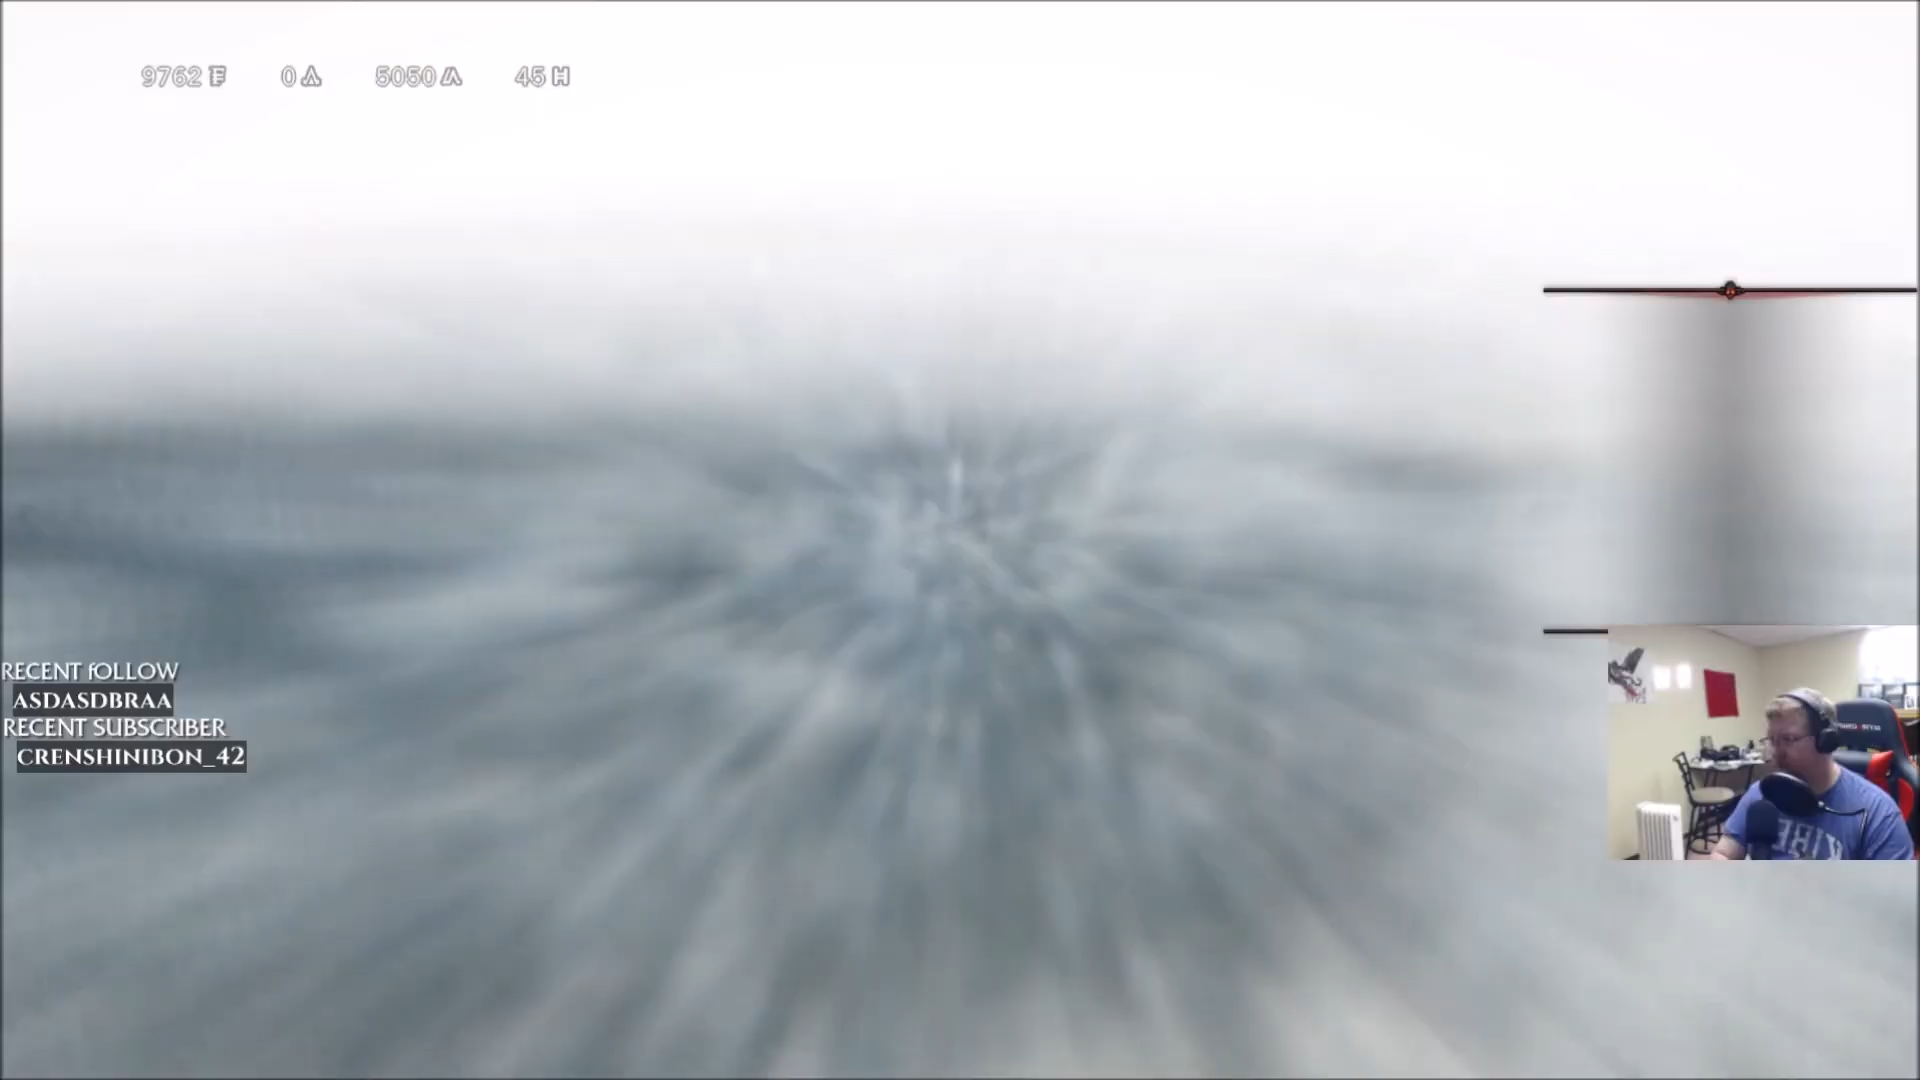 9762 0 5050 45
RECENT FOLLOW
ASDASDBRAA
RECENT SUBSCRIBER
CRENSHINIBON_42